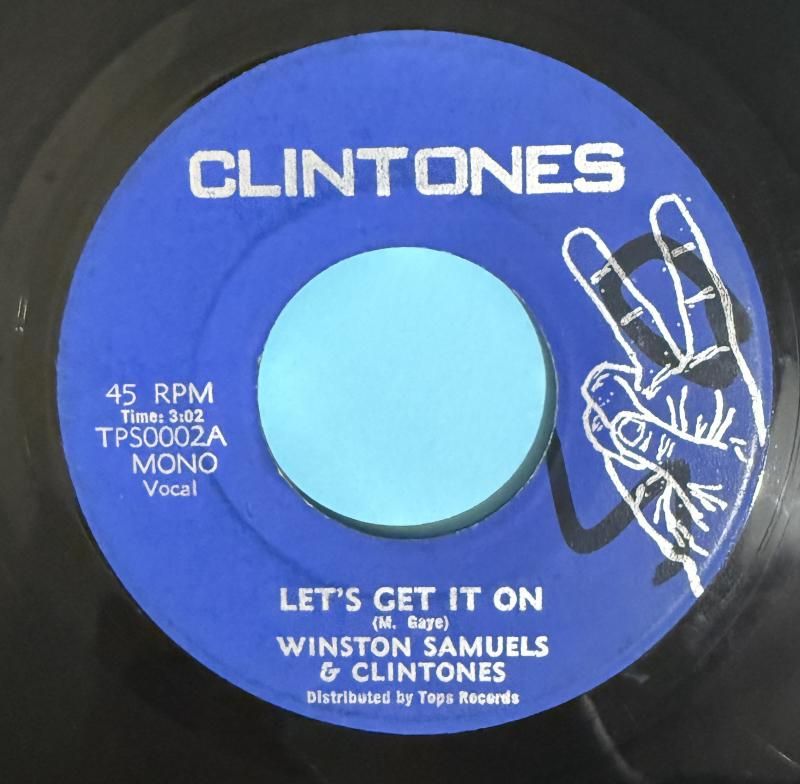 CLINTONES
45 RPM
Time: 3:02
TPS0002A
MONO
Vocal
LET'S GET IT ON
(M. Gaye)
WINSTON SAMUELS
& CLINTONES
Distributed by Tops Records